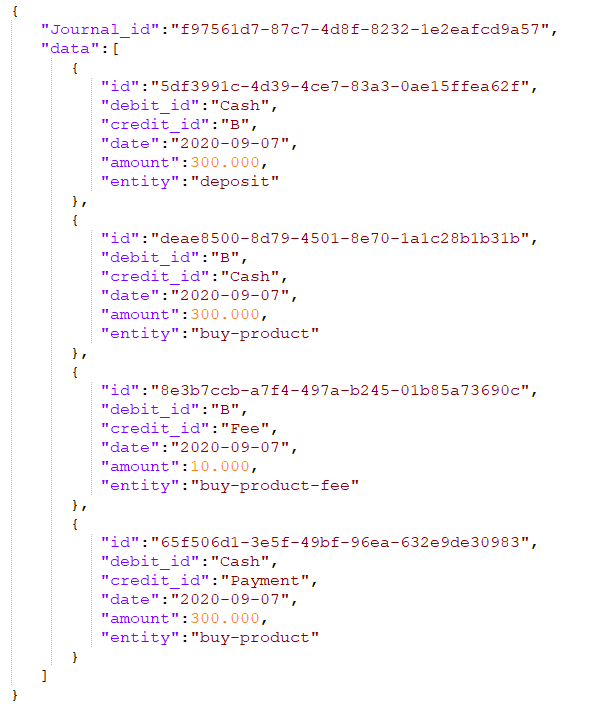 {
"Journal_id":"f97561d7-87c7-4d8f-8232-1e2eafcd9a57",
"data":[
{
"id":"5df3991c-4d39-4ce7-83a3-0ae15ffea62f",
"debit_id":"Cash",
"credit_id":"B",
"date":"2020-09-07",
"amount":300.000,
"entity":"deposit"
},
{
"id":"deae8500-8d79-4501-8e70-1a1c28b1b31b",
"debit_id":"B",
"credit_id":"Cash",
"date":"2020-09-07",
"amount":300.000,
"entity":"buy-product"
},
{
"id":"8e3b7ccb-a7f4-497a-b245-01b85a73690c",
"debit_id":"B",
"credit_id":"Fee",
"date":"2020-09-07",
"amount":10.000,
"entity":"buy-product-fee"
},
{
"id":"65f506d1-3e5f-49bf-96ea-632e9de30983",
"debit_id":"Cash",
"credit_id":"Payment",
"date":"2020-09-07",
"amount":300.000,
"entity":"buy-product"
}
]
}